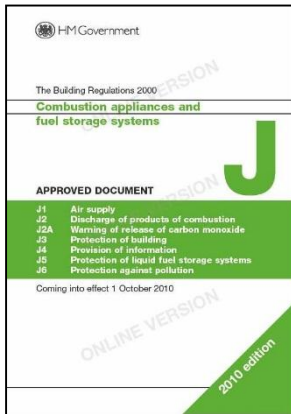 HM Government
ONLINE VERSION
The Building Regulations 2000
Combustion appliances and
fuel storage systems
ONLINE VERSION
J
APPROVED DOCUMENT
J1 Air supply
J2 Discharge of products of combustion
J2A Warning of release of carbon monoxide
J3 Protection of building
J4 Provision of information
J5 Protection of liquid fuel storage systems
J6 Protection against pollution
Coming into effect 1 October 2010
ONLINE VERSION
2010 edition